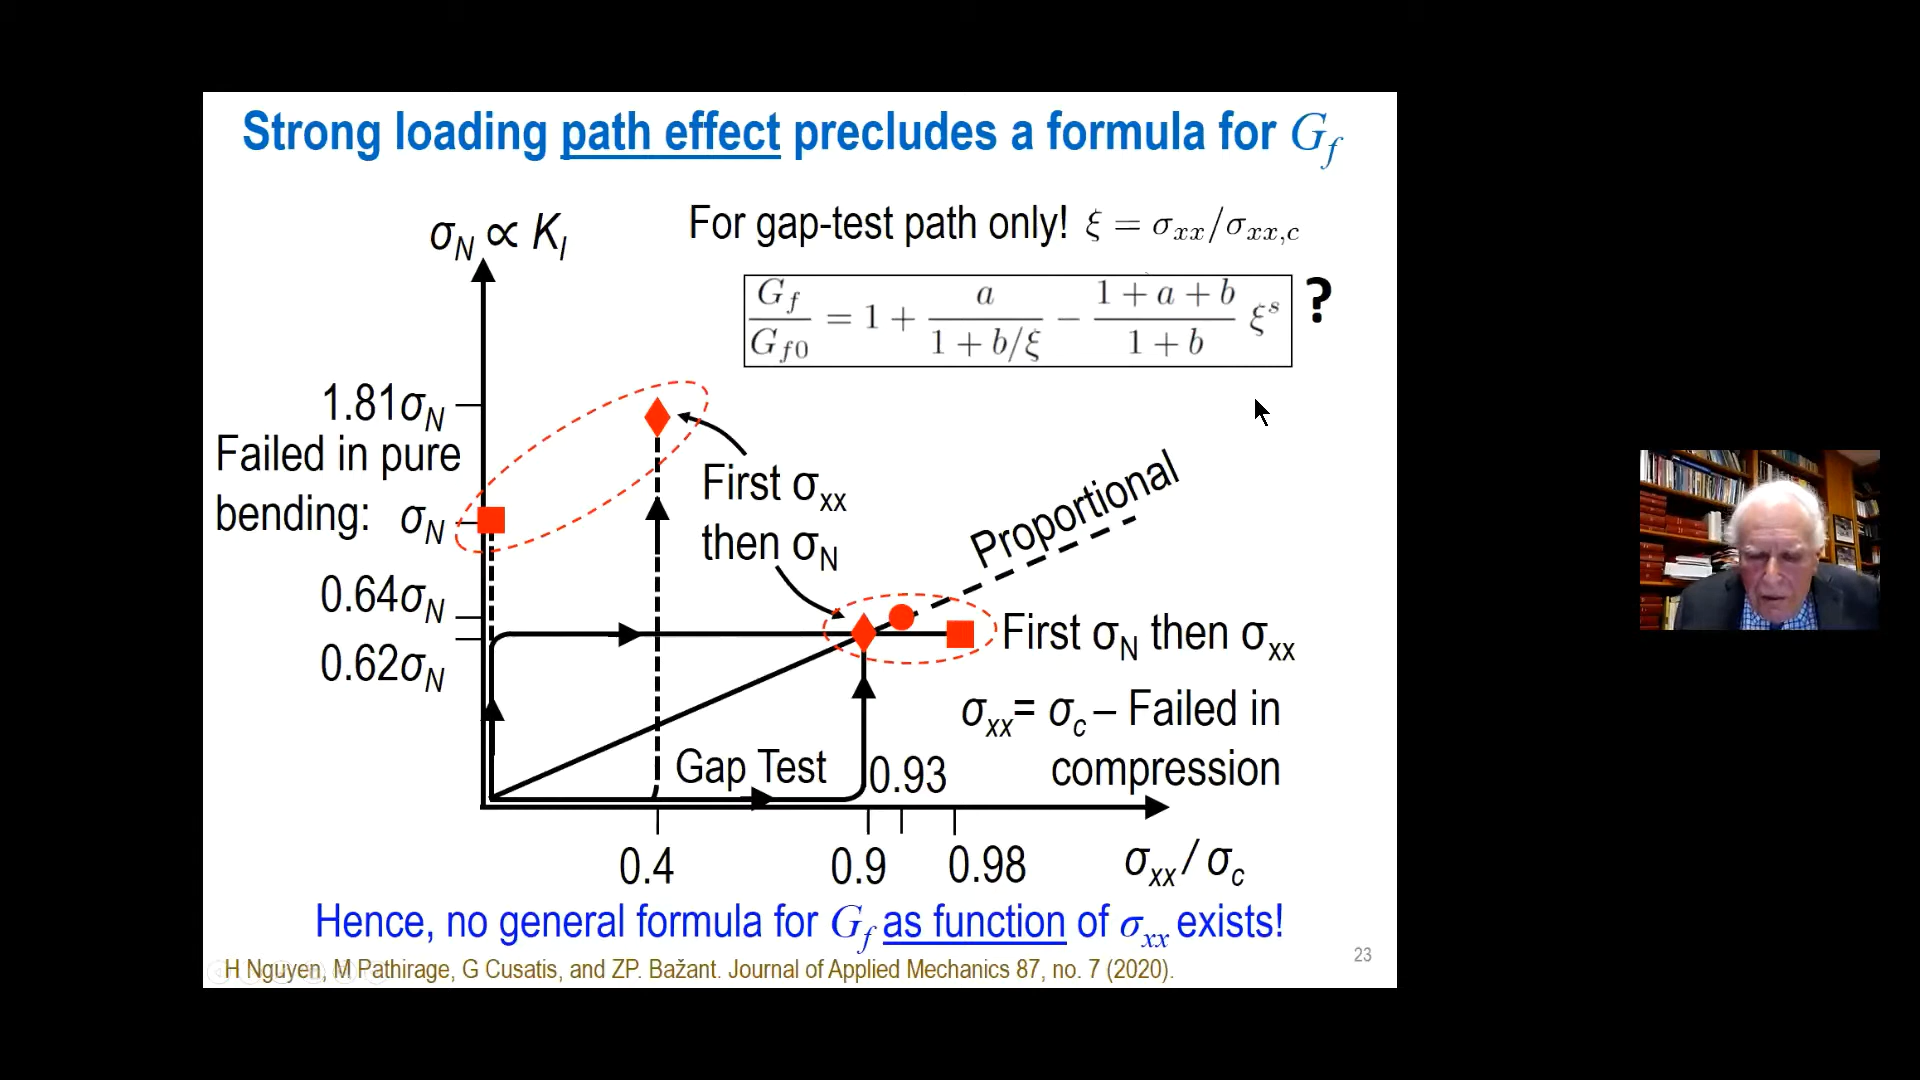 Strong loading path effect precludes a formula for G_f
σ_N ∝ K_I
For gap-test path only! ξ = σ_xx/σ_xx,c
G_f/G_f0 = 1 + a/(1 + b/ξ) − (1 + a + b)/(1 + b) ξ^s ?
1.81σ_N
Failed in pure
bending: σ_N
First σ_xx
then σ_N
Proportional
0.64σ_N
0.62σ_N
First σ_N then σ_xx
σ_xx = σ_c – Failed in
compression
Gap Test
0.93
0.4
0.9
0.98
σ_xx / σ_c
Hence, no general formula for G_f as function of σ_xx exists!
H Nguyen, M Pathirage, G Cusatis, and ZP. Bažant. Journal of Applied Mechanics 87, no. 7 (2020).
23